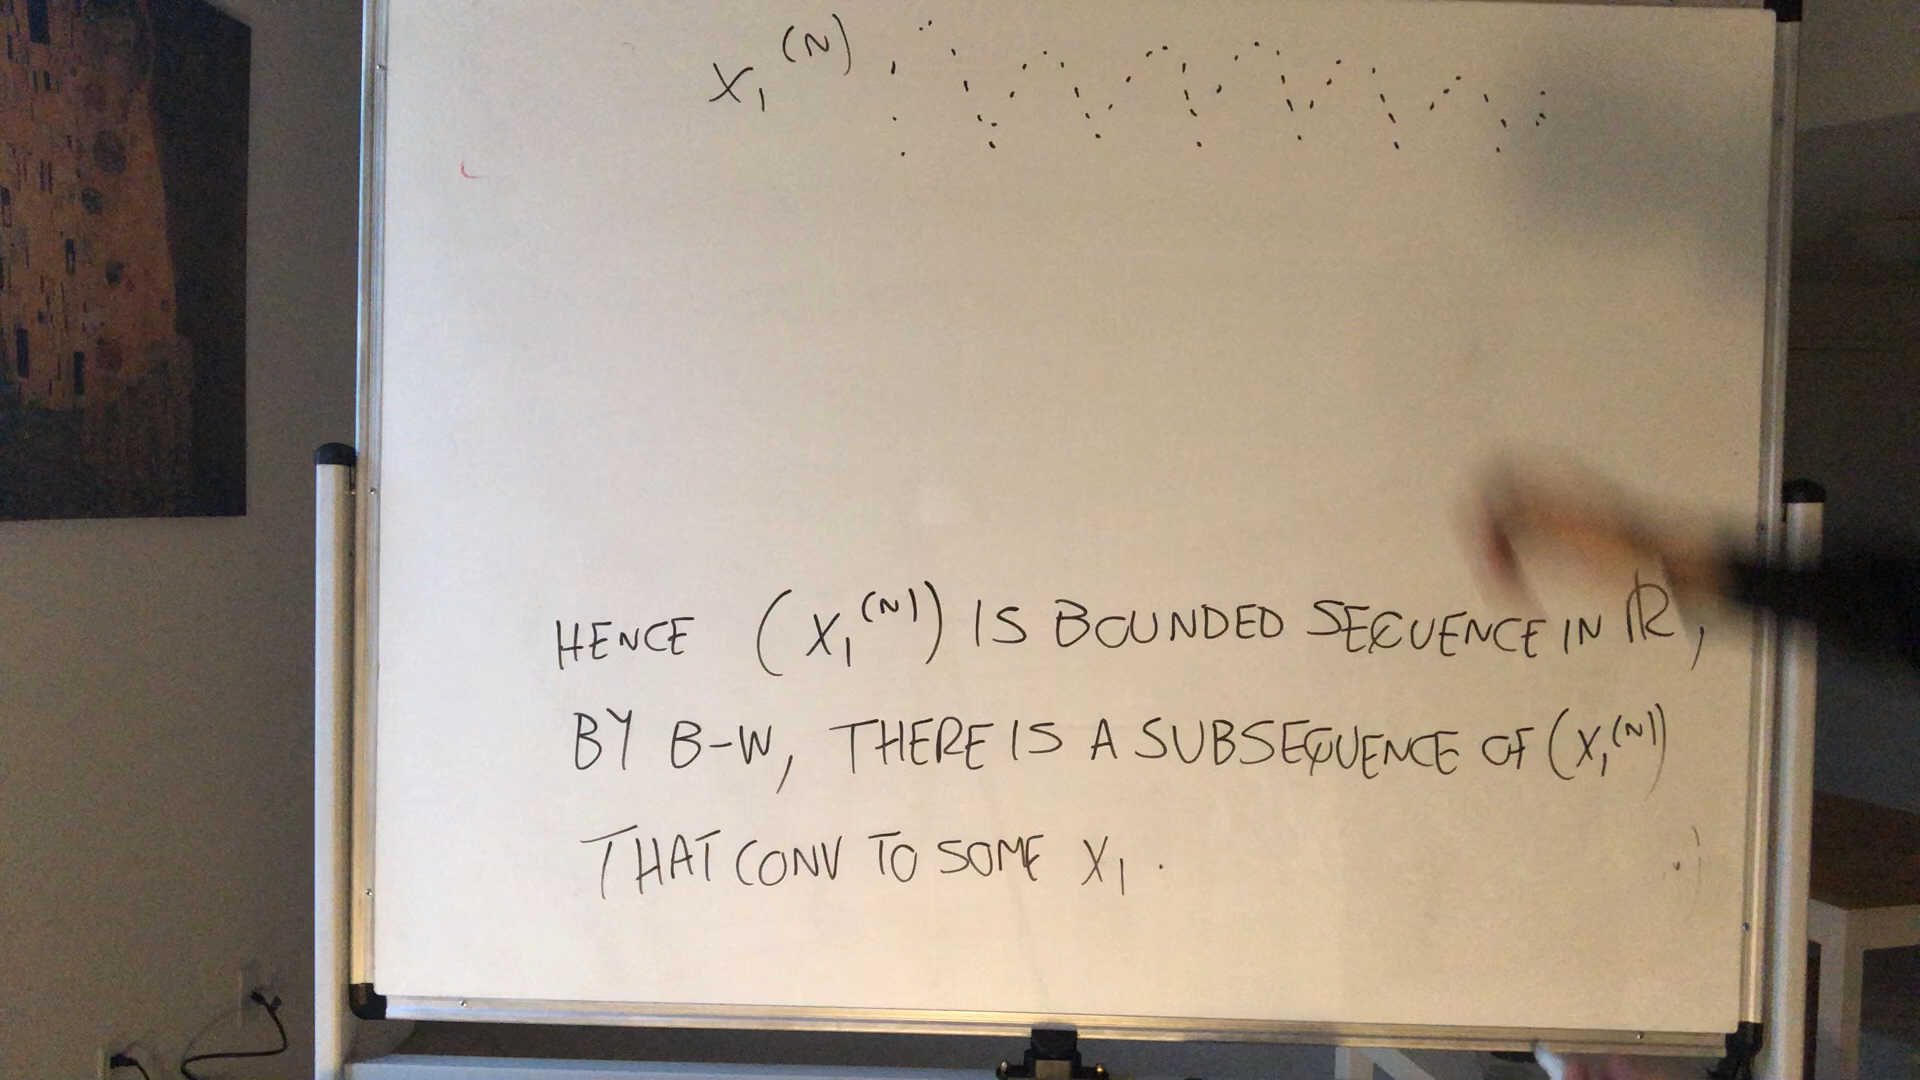 X₁⁽ᴺ⁾
HENCE (X₁⁽ᴺ⁾) IS BOUNDED SEQUENCE IN ℝ,
BY B-W, THERE IS A SUBSEQUENCE OF (X₁⁽ᴺ⁾)
THAT CONV TO SOME X₁.